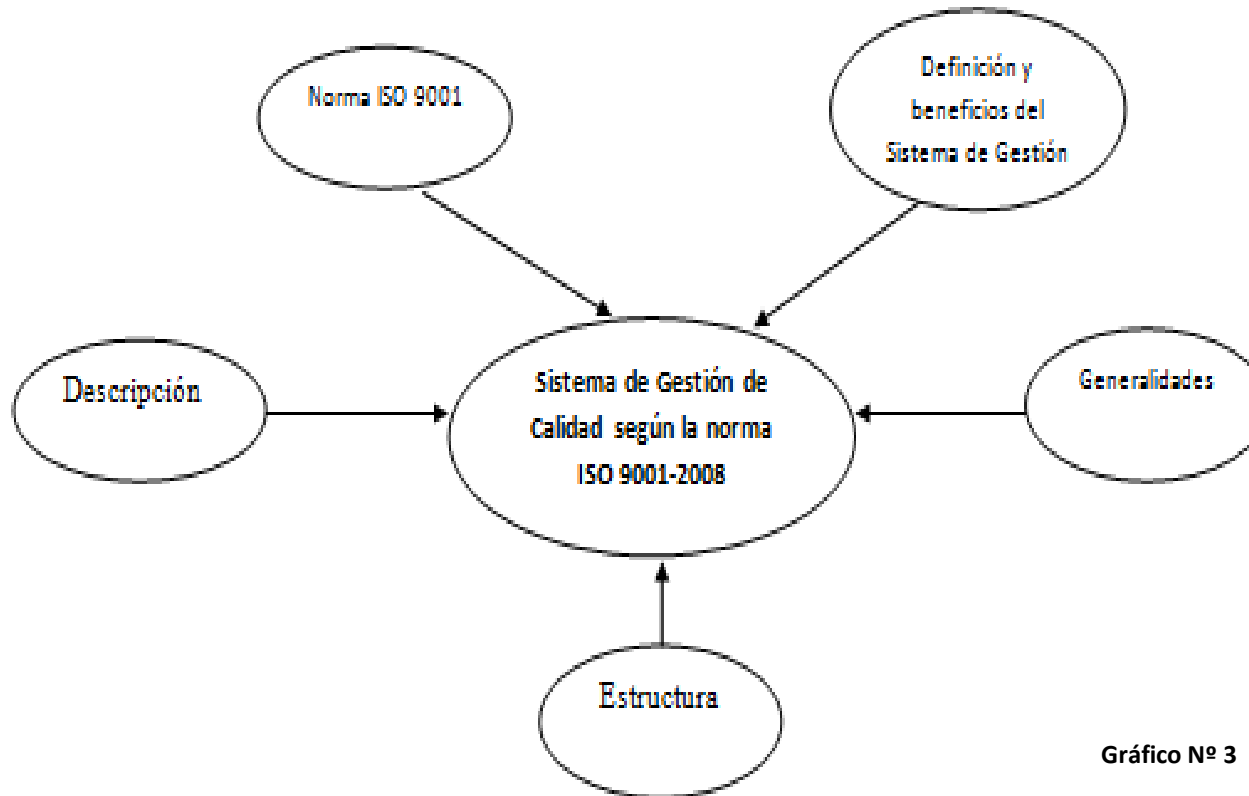 Norma ISO 9001
Definición y
beneficios del
Sistema de Gestión
Descripción
Sistema de Gestión de
Calidad según la norma
ISO 9001-2008
Generalidades
Estructura
Gráfico Nº 3